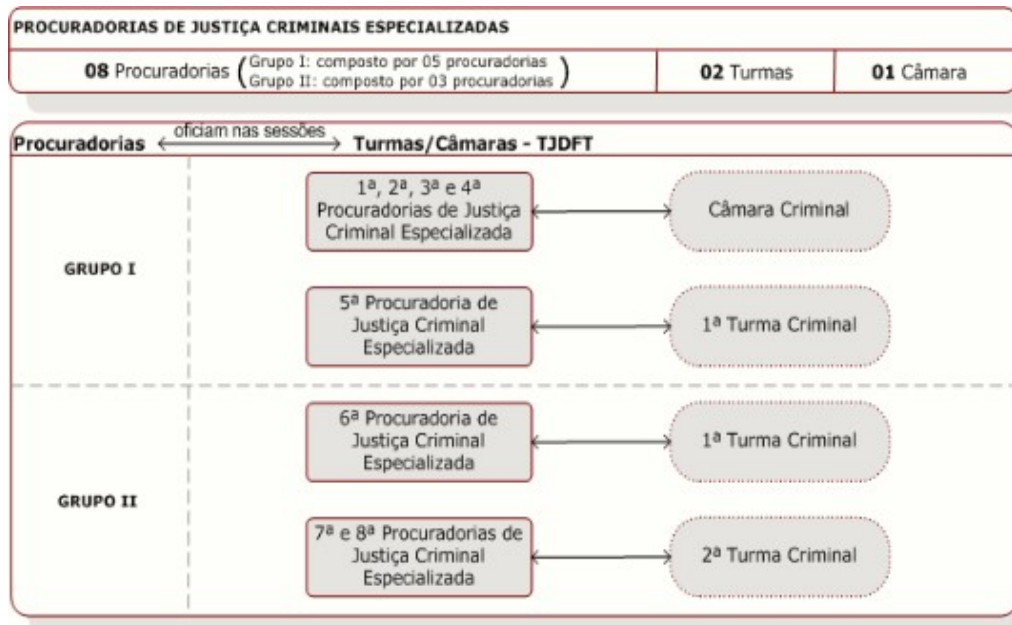 PROCURADORIAS DE JUSTIÇA CRIMINAIS ESPECIALIZADAS
08 Procuradorias (Grupo I: composto por 05 procuradorias
Grupo II: composto por 03 procuradorias)
02 Turmas
01 Câmara
Procuradorias
oficiam nas sessões
Turmas/Câmaras - TJDFT
GRUPO I
1ª, 2ª, 3ª e 4ª
Procuradorias de Justiça
Criminal Especializada
Câmara Criminal
5ª Procuradoria de
Justiça Criminal
Especializada
1ª Turma Criminal
GRUPO II
6ª Procuradoria de
Justiça Criminal
Especializada
1ª Turma Criminal
7ª e 8ª Procuradorias de
Justiça Criminal
Especializada
2ª Turma Criminal